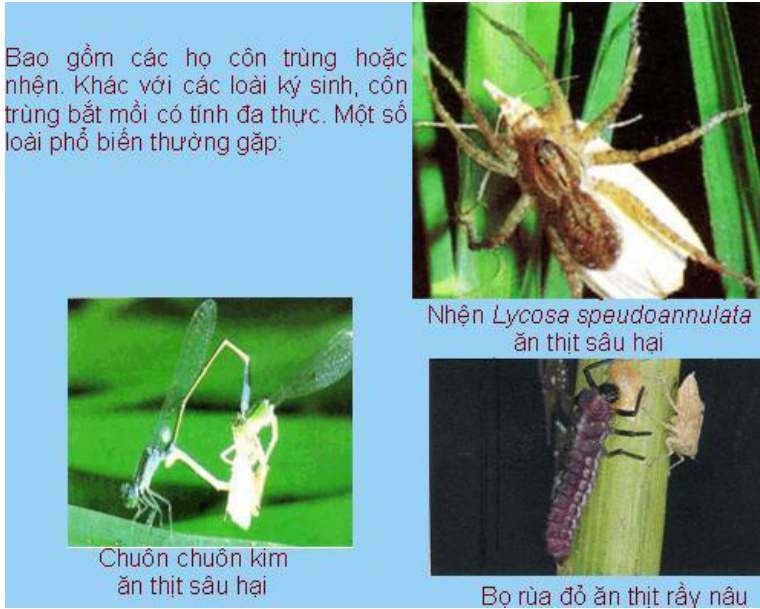 Bao gồm các họ côn trùng hoặc
nhện. Khác với các loài ký sinh, côn
trùng bắt mồi có tính đa thực. Một số
loài phổ biến thường gặp:
Nhện Lycosa speudoannulata
ăn thịt sâu hại
Chuôn chuôn kim
ăn thịt sâu hại
Bọ rùa đỏ ăn thịt rầy nâu